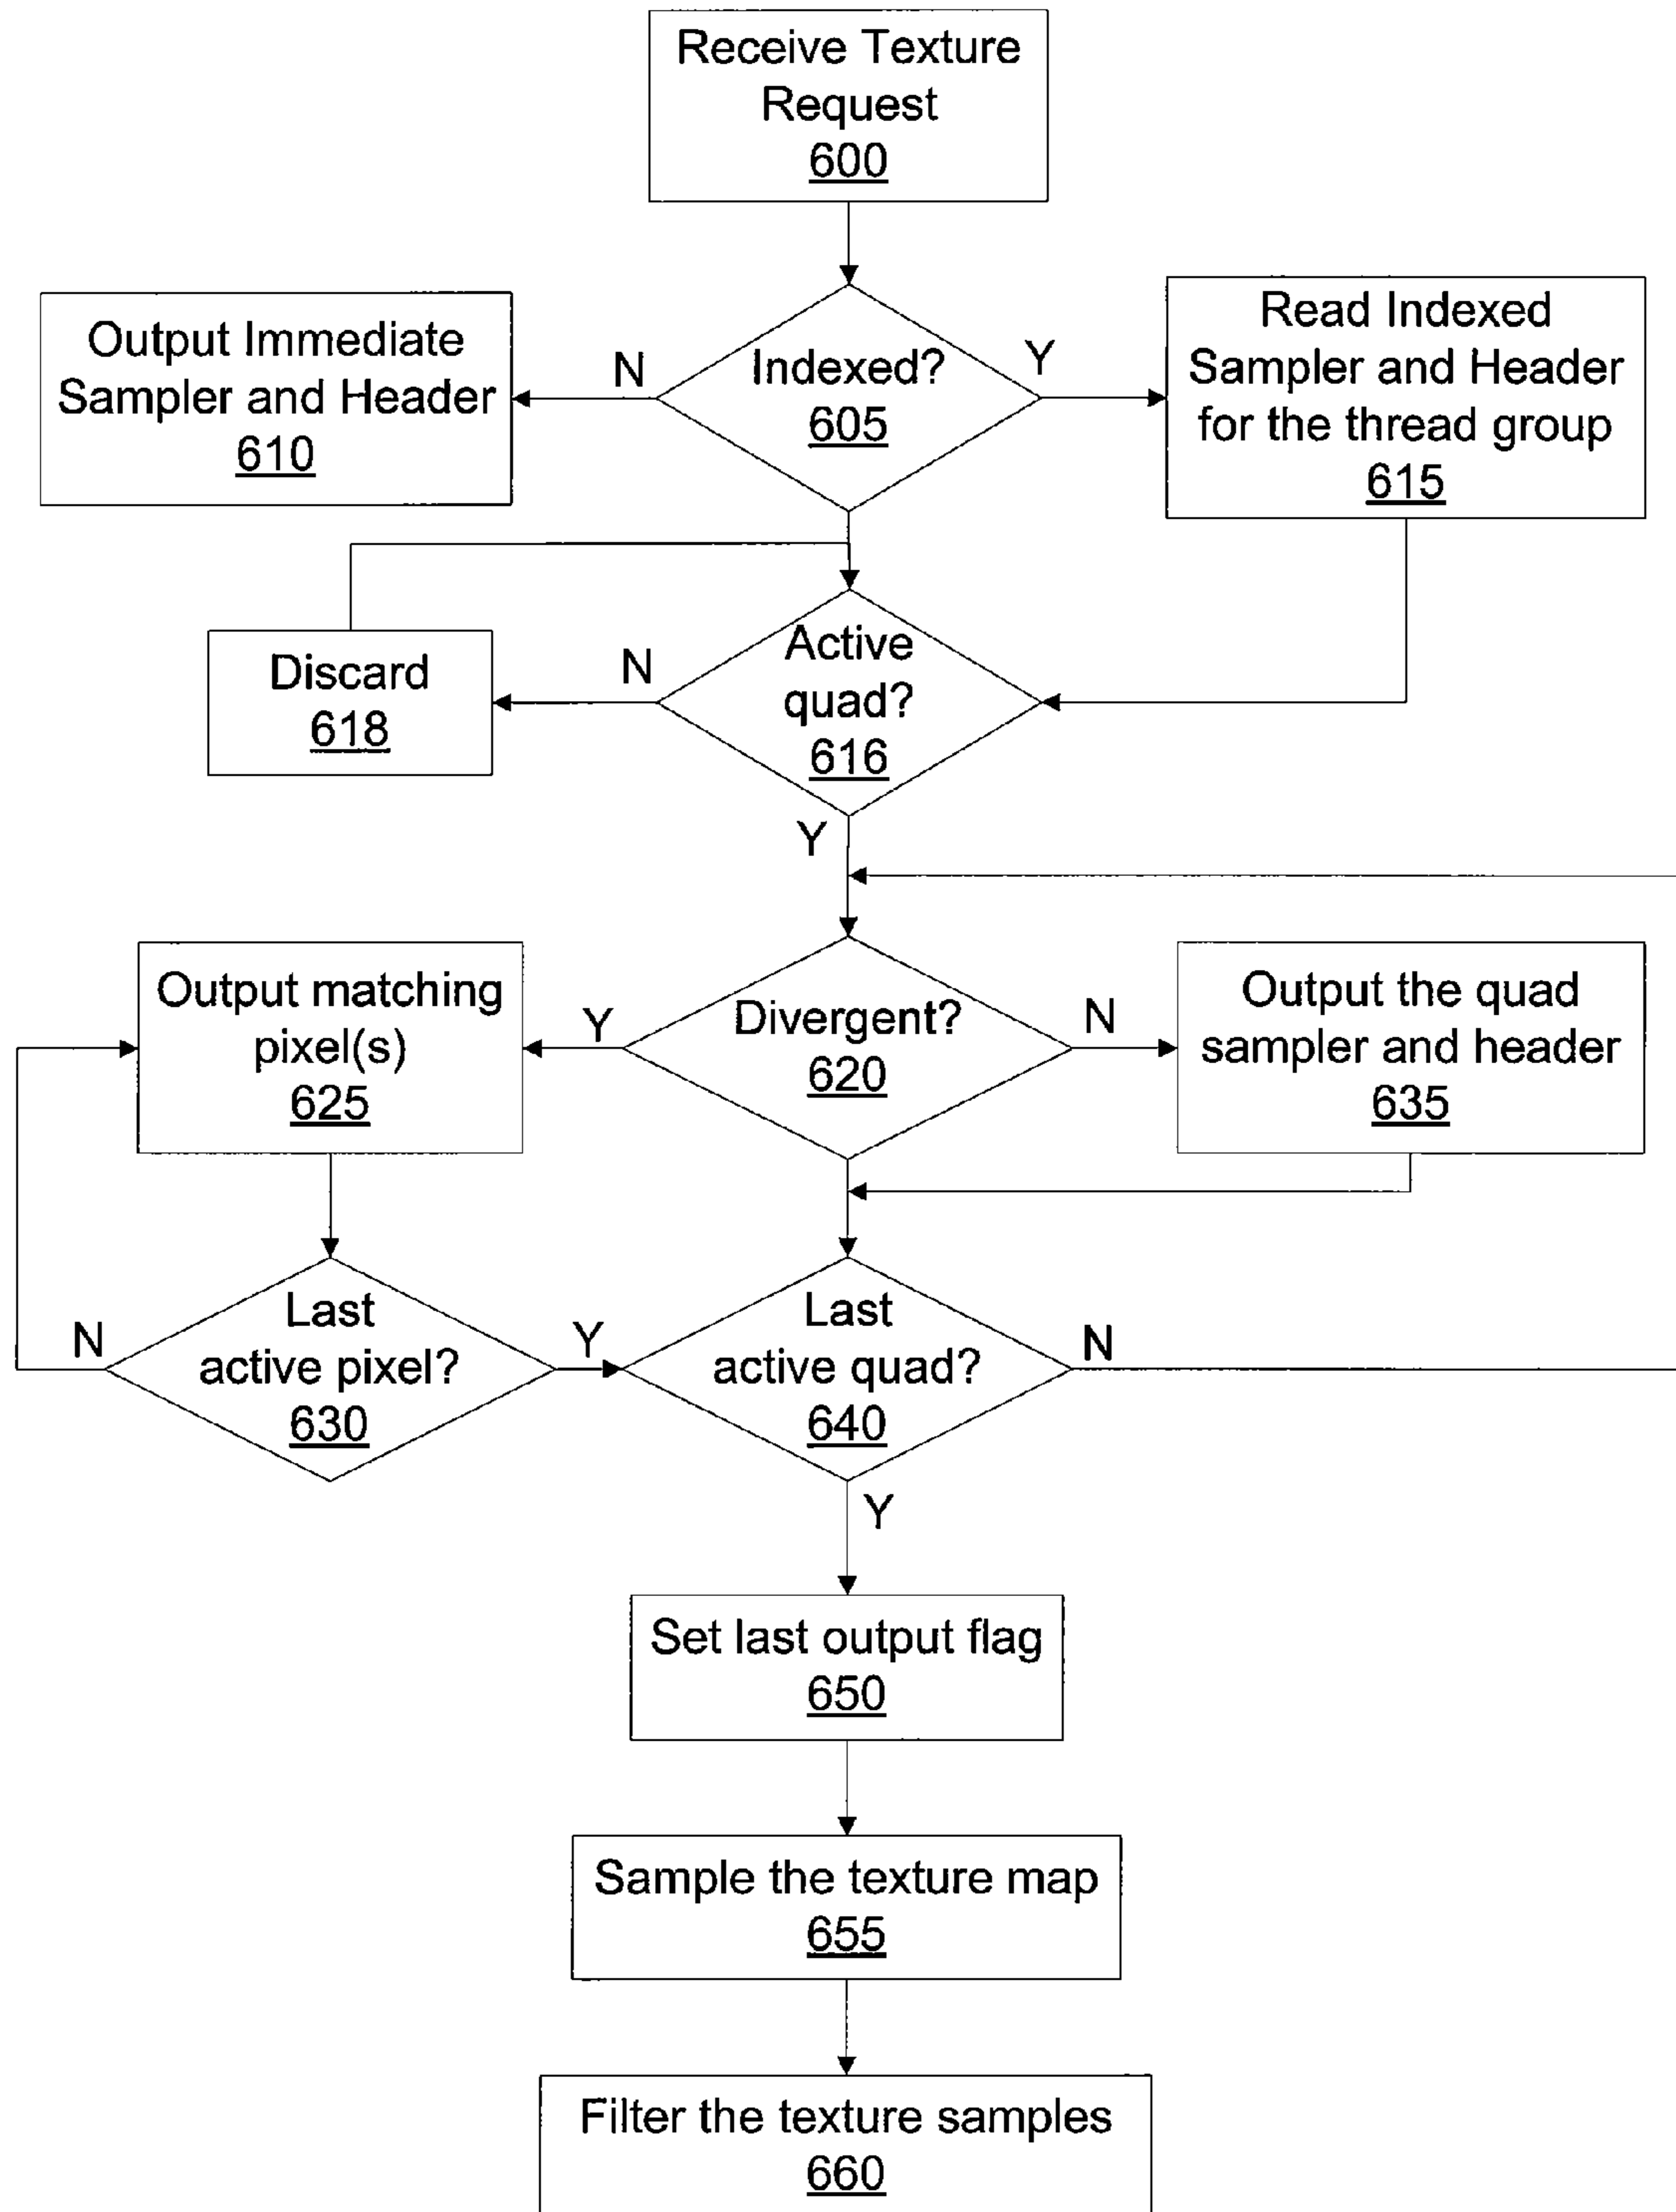 Receive Texture
Request
600
Output Immediate
Sampler and Header
610
N
Indexed?
605
Y
Read Indexed
Sampler and Header
for the thread group
615
Discard
618
N
Active
quad?
616
Y
Output matching
pixel(s)
625
Y
Divergent?
620
N
Output the quad
sampler and header
635
N
Last
active pixel?
630
Y
Last
active quad?
640
N
Y
Set last output flag
650
Sample the texture map
655
Filter the texture samples
660